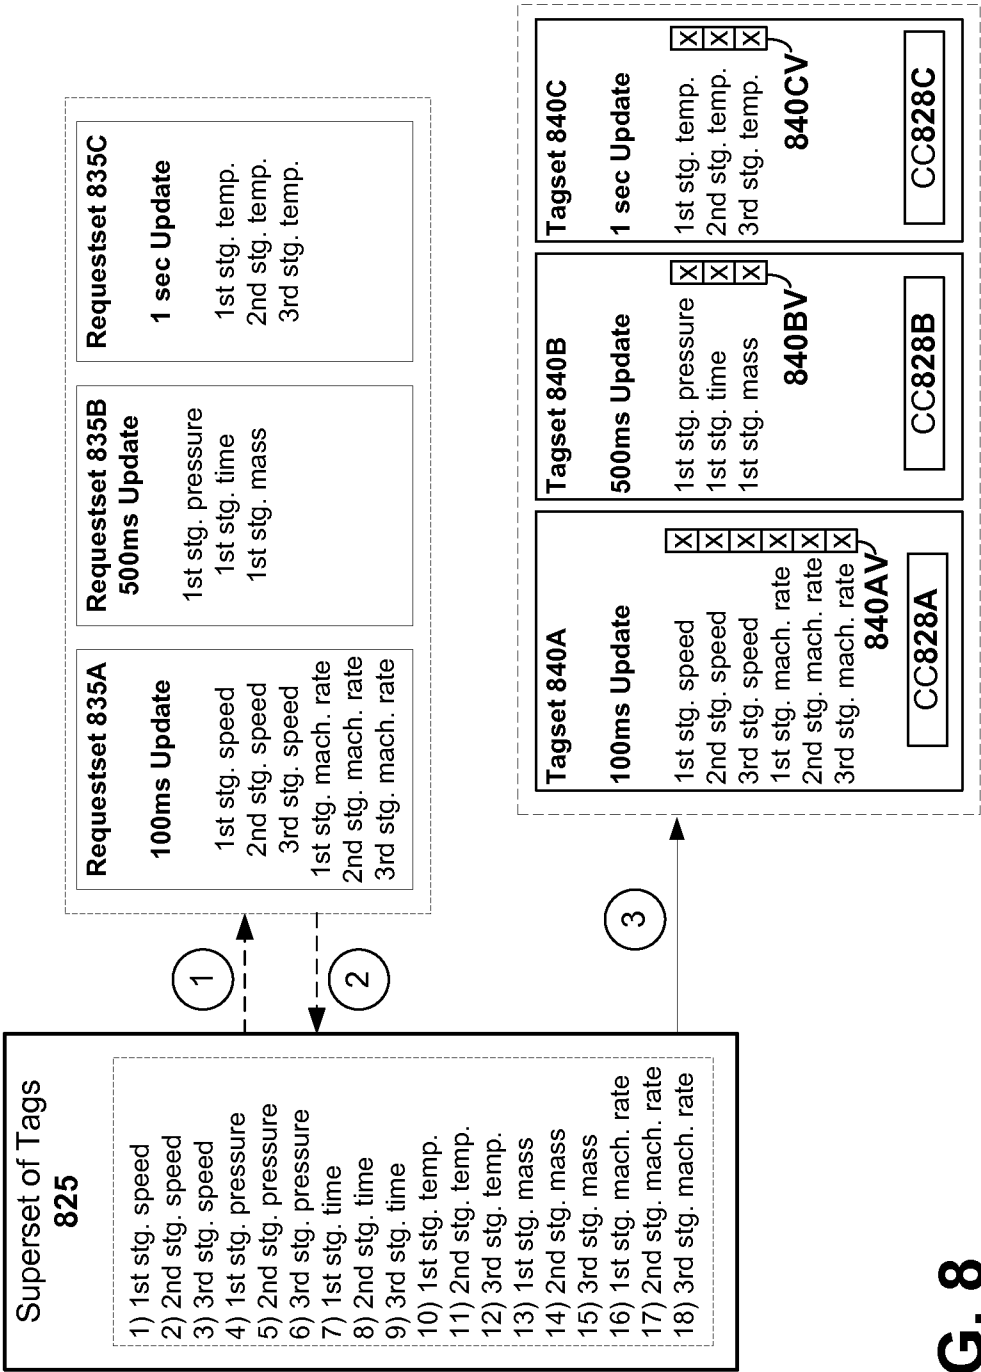 Superset of Tags
825
1) 1st stg. speed
2) 2nd stg. speed
3) 3rd stg. speed
4) 1st stg. pressure
5) 2nd stg. pressure
6) 3rd stg. pressure
7) 1st stg. time
8) 2nd stg. time
9) 3rd stg. time
10) 1st stg. temp.
11) 2nd stg. temp.
12) 3rd stg. temp.
13) 1st stg. mass
14) 2nd stg. mass
15) 3rd stg. mass
16) 1st stg. mach. rate
17) 2nd stg. mach. rate
18) 3rd stg. mach. rate
1
2
3
Requestset 835A
100ms Update
1st stg. speed
2nd stg. speed
3rd stg. speed
1st stg. mach. rate
2nd stg. mach. rate
3rd stg. mach. rate
Requestset 835B
500ms Update
1st stg. pressure
1st stg. time
1st stg. mass
Requestset 835C
1 sec Update
1st stg. temp.
2nd stg. temp.
3rd stg. temp.
Tagset 840A
100ms Update
1st stg. speed X
2nd stg. speed X
3rd stg. speed X
1st stg. mach. rate X
2nd stg. mach. rate X
3rd stg. mach. rate X
840AV
CC828A
Tagset 840B
500ms Update
1st stg. pressure X
1st stg. time X
1st stg. mass X
840BV
CC828B
Tagset 840C
1 sec Update
1st stg. temp. X
2nd stg. temp. X
3rd stg. temp. X
840CV
CC828C
G. 8